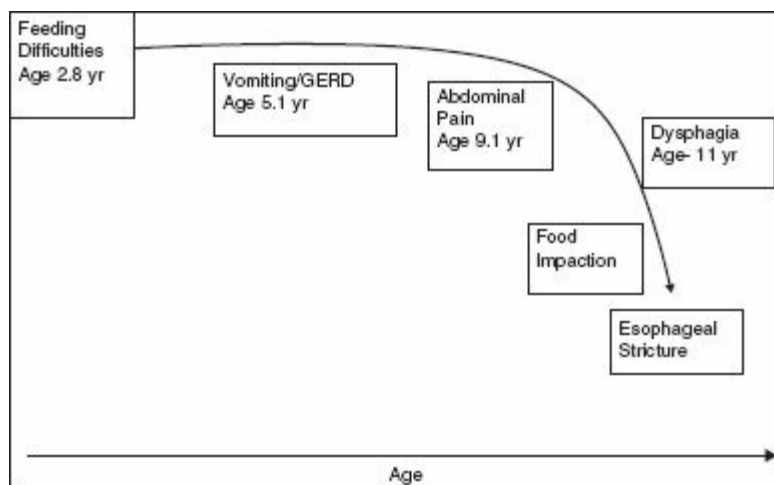 Feeding
Difficulties
Age 2.8 yr
Vomiting/GERD
Age 5.1 yr
Abdominal
Pain
Age 9.1 yr
Dysphagia
Age- 11 yr
Food
Impaction
Esophageal
Stricture
Age